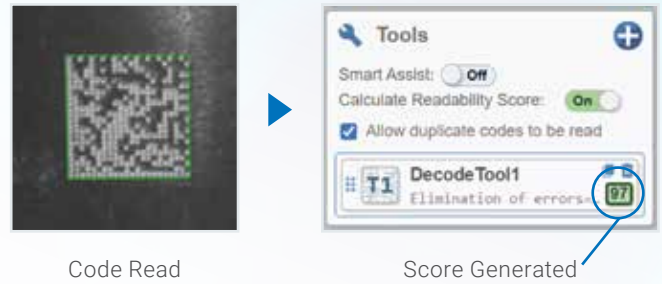 Tools
Smart Assist: Off
Calculate Readability Score: On
Allow duplicate codes to be read
T1 DecodeTool1
Elimination of errors-. 97
Code Read
Score Generated